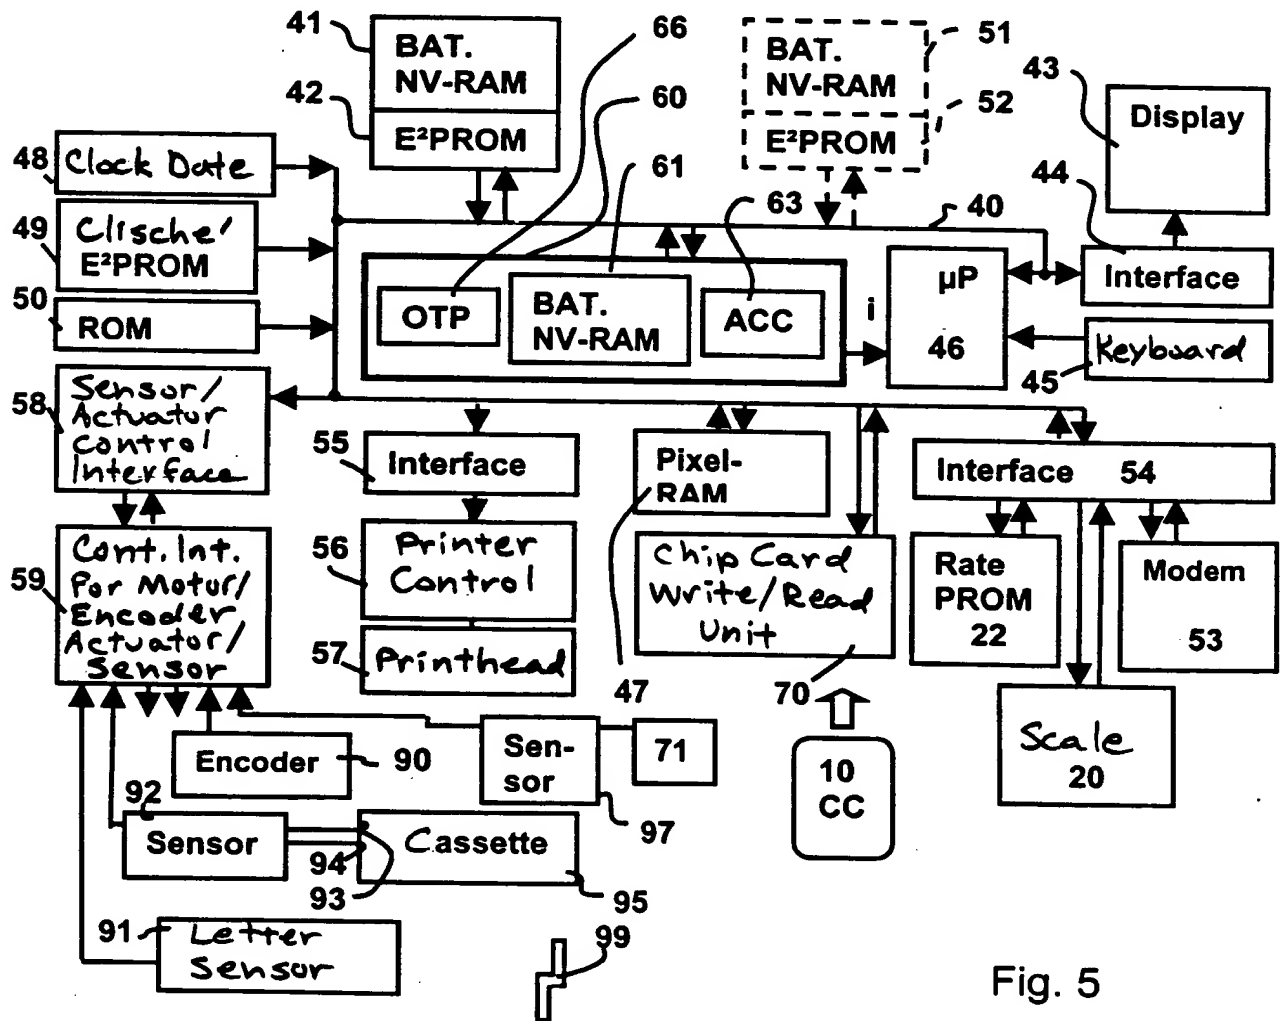 41
BAT.
NV-RAM
42
E²PROM
66
60
61
63
BAT.
NV-RAM
51
E²PROM
52
43
Display
44
Interface
40
48
Clock Date
49
Clische'
E²PROM
50
ROM
OTP
BAT.
NV-RAM
ACC
i
µP
46
45
Keyboard
58
Sensor/
Actuator
Control
Interface
55
Interface
Pixel-
RAM
47
Interface 54
59
Cont. Int.
For Motor/
Encoder
Actuator/
Sensor
56
Printer
Control
57
Printhead
Chip Card
Write/Read
Unit
70
Rate
PROM
22
Modem
53
Scale
20
Encoder
90
Sen-
sor
71
97
10
CC
92
Sensor
94
93
Cassette
95
91
Letter
Sensor
99
Fig. 5